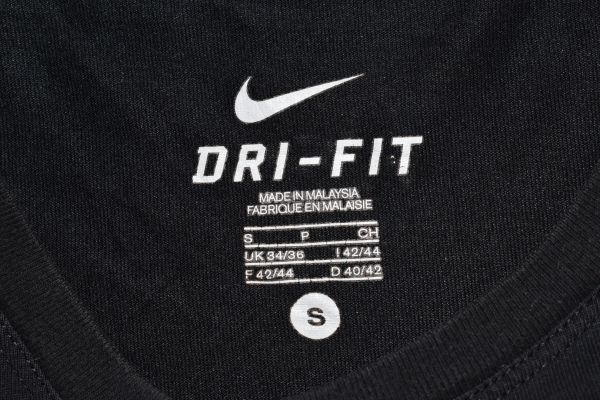 DRI-FIT
MADE IN MALAYSIA
FABRIQUE EN MALAISIE
S P CH
UK 34/36 I 42/44
F 42/44 D 40/42
S